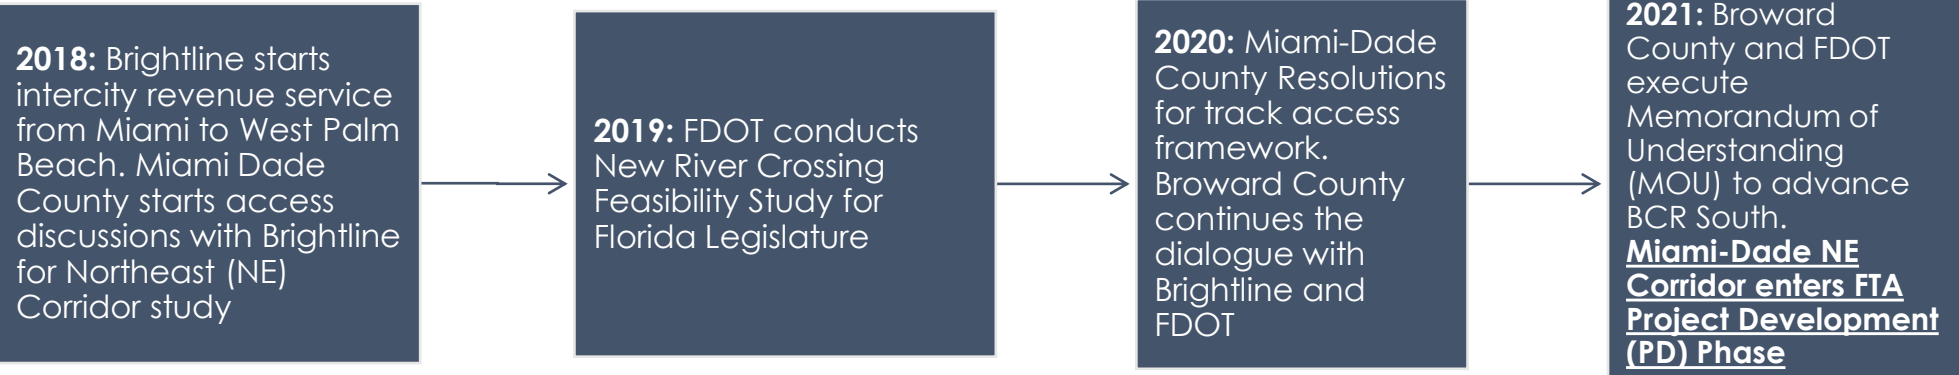 2018: Brightline starts
intercity revenue service
from Miami to West Palm
Beach. Miami Dade
County starts access
discussions with Brightline
for Northeast (NE)
Corridor study
2019: FDOT conducts
New River Crossing
Feasibility Study for
Florida Legislature
2020: Miami-Dade
County Resolutions
for track access
framework.
Broward County
continues the
dialogue with
Brightline and
FDOT
2021: Broward
County and FDOT
execute
Memorandum of
Understanding
(MOU) to advance
BCR South.
Miami-Dade NE
Corridor enters FTA
Project Development
(PD) Phase